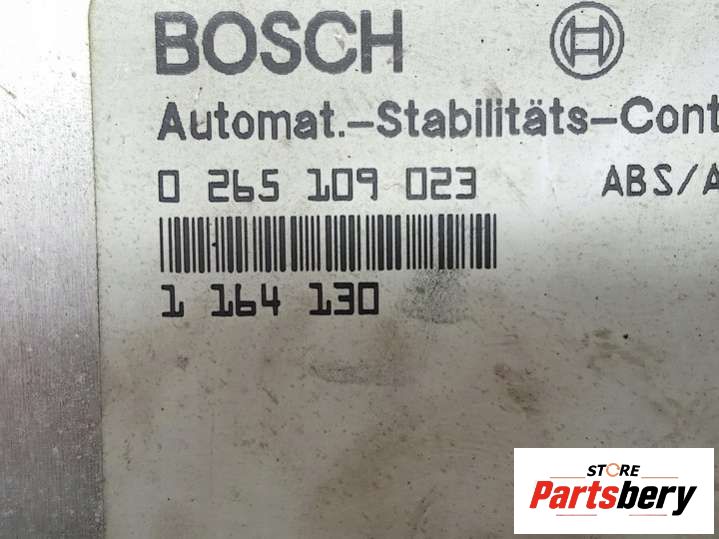 BOSCH
Automat.-Stabilitäts-Cont
0 265 109 023 ABS/A
1 164 130
STORE
Partsbery